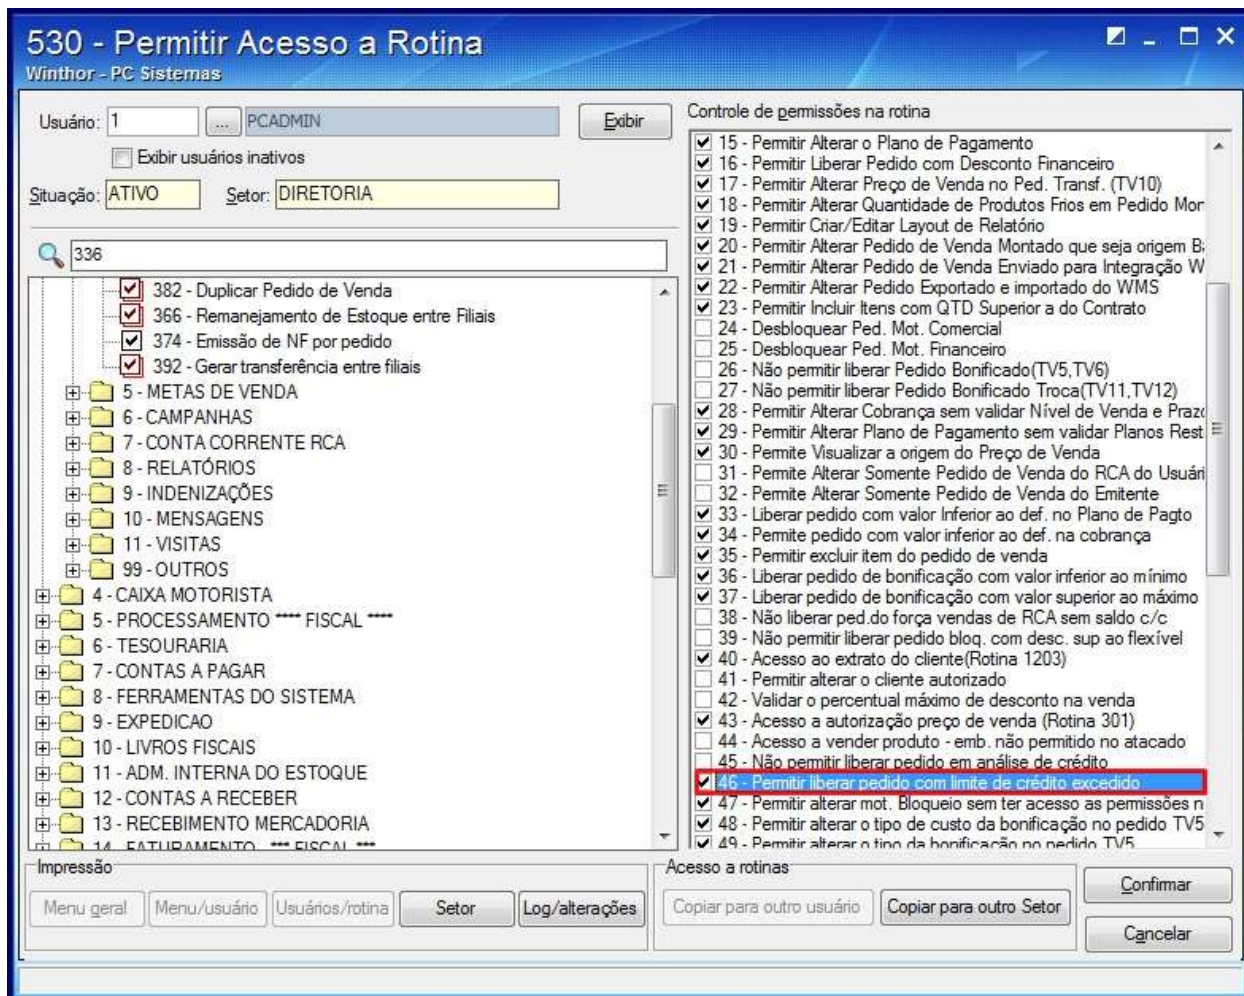 530 - Permitir Acesso a Rotina
Winthor - PC Sistemas
Usuário: 1 ... PCADMIN Exibir
Exibir usuários inativos
Situação: ATIVO Setor: DIRETORIA
336
382 - Duplicar Pedido de Venda
366 - Remanejamento de Estoque entre Filiais
374 - Emissão de NF por pedido
392 - Gerar transferência entre filiais
5 - METAS DE VENDA
6 - CAMPANHAS
7 - CONTA CORRENTE RCA
8 - RELATÓRIOS
9 - INDENIZAÇÕES
10 - MENSAGENS
11 - VISITAS
99 - OUTROS
4 - CAIXA MOTORISTA
5 - PROCESSAMENTO **** FISCAL ****
6 - TESOURARIA
7 - CONTAS A PAGAR
8 - FERRAMENTAS DO SISTEMA
9 - EXPEDICAO
10 - LIVROS FISCAIS
11 - ADM. INTERNA DO ESTOQUE
12 - CONTAS A RECEBER
13 - RECEBIMENTO MERCADORIA
14 - FATURAMENTO *** FISCAL ***
Controle de permissões na rotina
15 - Permitir Alterar o Plano de Pagamento
16 - Permitir Liberar Pedido com Desconto Financeiro
17 - Permitir Alterar Preço de Venda no Ped. Transf. (TV10)
18 - Permitir Alterar Quantidade de Produtos Frios em Pedido Mon
19 - Permitir Criar/Editar Layout de Relatório
20 - Permitir Alterar Pedido de Venda Montado que seja origem B
21 - Permitir Alterar Pedido de Venda Enviado para Integração W
22 - Permitir Alterar Pedido Exportado e importado do WMS
23 - Permitir Incluir Itens com QTD Superior a do Contrato
24 - Desbloquear Ped. Mot. Comercial
25 - Desbloquear Ped. Mot. Financeiro
26 - Não permitir liberar Pedido Bonificado(TV5,TV6)
27 - Não permitir liberar Pedido Bonificado Troca(TV11,TV12)
28 - Permitir Alterar Cobrança sem validar Nível de Venda e Prazo
29 - Permitir Alterar Plano de Pagamento sem validar Planos Rest
30 - Permite Visualizar a origem do Preço de Venda
31 - Permite Alterar Somente Pedido de Venda do RCA do Usuári
32 - Permite Alterar Somente Pedido de Venda do Emitente
33 - Liberar pedido com valor Inferior ao def. no Plano de Pagto
34 - Permite pedido com valor inferior ao def. na cobrança
35 - Permitir excluir item do pedido de venda
36 - Liberar pedido de bonificação com valor inferior ao mínimo
37 - Liberar pedido de bonificação com valor superior ao máximo
38 - Não liberar ped.do força vendas de RCA sem saldo c/c
39 - Não permitir liberar pedido bloq. com desc. sup ao flexível
40 - Acesso ao extrato do cliente(Rotina 1203)
41 - Permitir alterar o cliente autorizado
42 - Validar o percentual máximo de desconto na venda
43 - Acesso a autorização preço de venda (Rotina 301)
44 - Acesso a vender produto - emb. não permitido no atacado
45 - Não permitir liberar pedido em análise de crédito
46 - Permitir liberar pedido com limite de crédito excedido
47 - Permitir alterar mot. Bloqueio sem ter acesso as permissões n
48 - Permitir alterar o tipo de custo da bonificação no pedido TV5
49 - Permitir alterar o tipo da bonificação no pedido TV5
Impressão
Menu geral Menu/usuário Usuários/rotina Setor Log/alterações
Acesso a rotinas
Copiar para outro usuário Copiar para outro Setor
Confirmar
Cancelar